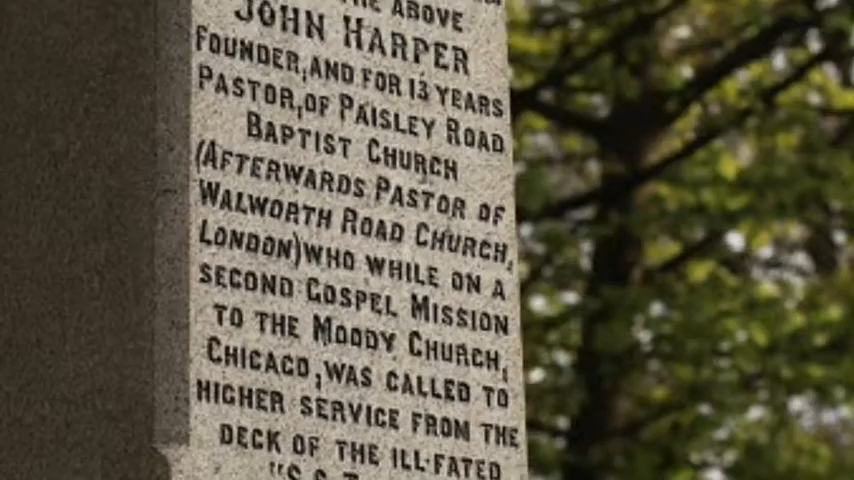 THE ABOVE
JOHN HARPER
FOUNDER, AND FOR 13 YEARS
PASTOR, OF PAISLEY ROAD
BAPTIST CHURCH
(AFTERWARDS PASTOR OF
WALWORTH ROAD CHURCH,
LONDON) WHO WHILE ON A
SECOND GOSPEL MISSION
TO THE MOODY CHURCH,
CHICAGO, WAS CALLED TO
HIGHER SERVICE FROM THE
DECK OF THE ILL-FATED
"S.S.